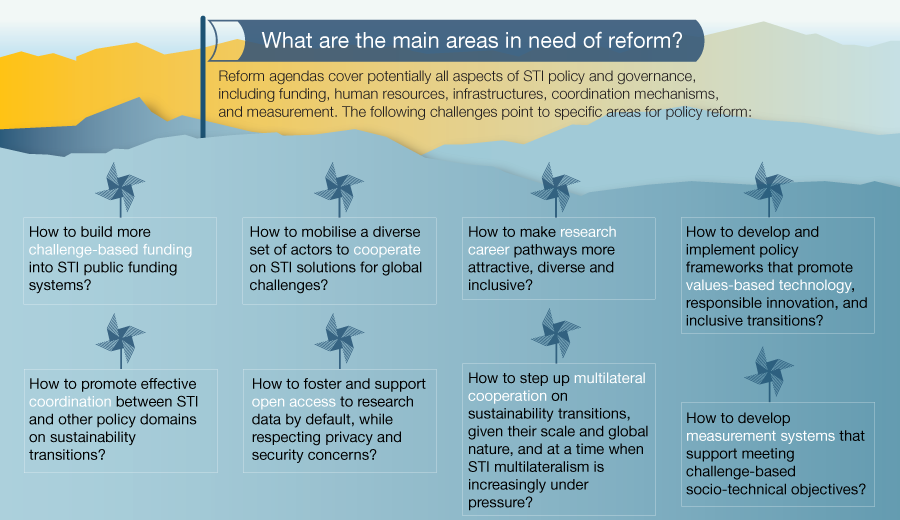 What are the main areas in need of reform?
Reform agendas cover potentially all aspects of STI policy and governance,
including funding, human resources, infrastructures, coordination mechanisms,
and measurement. The following challenges point to specific areas for policy reform:
How to build more
challenge-based funding
into STI public funding
systems?
How to mobilise a diverse
set of actors to cooperate
on STI solutions for global
challenges?
How to make research
career pathways more
attractive, diverse and
inclusive?
How to develop and
implement policy
frameworks that promote
values-based technology,
responsible innovation, and
inclusive transitions?
How to promote effective
coordination between STI
and other policy domains
on sustainability
transitions?
How to foster and support
open access to research
data by default, while
respecting privacy and
security concerns?
How to step up multilateral
cooperation on
sustainability transitions,
given their scale and global
nature, and at a time when
STI multilateralism is
increasingly under
pressure?
How to develop
measurement systems that
support meeting
challenge-based
socio-technical objectives?